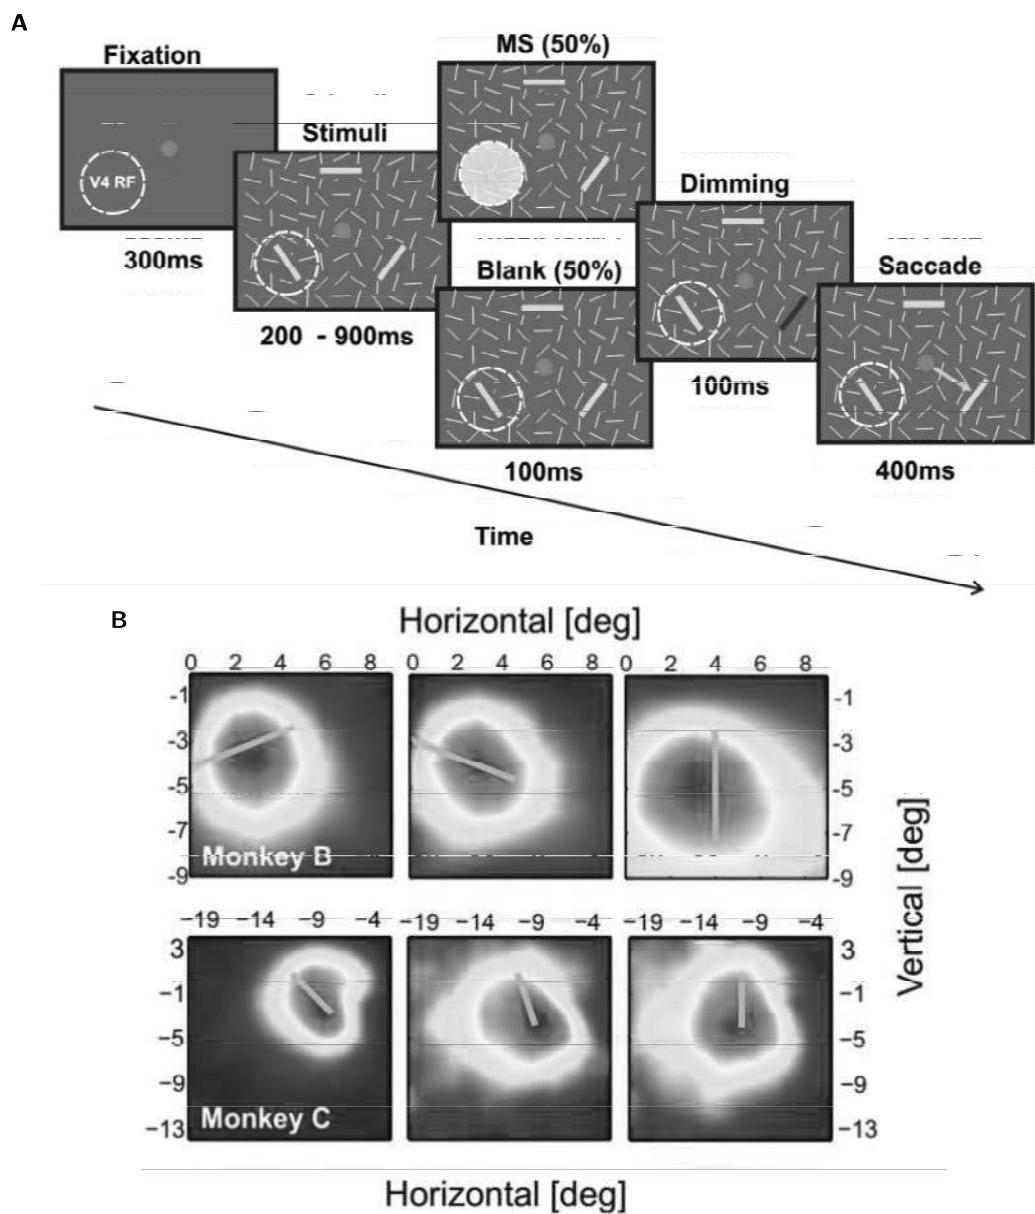 A
Fixation
V4 RF
300ms
Stimuli
200 - 900ms
MS (50%)
Blank (50%)
100ms
Dimming
100ms
Saccade
400ms
Time
B
Horizontal [deg]
0 2 4 6 8 0 2 4 6 8 0 2 4 6 8
-1 -1
-3 -3
-5 -5
-7 -7
-9 -9
Monkey B
Vertical [deg]
−19 −14 −9 −4 −19 −14 −9 −4 −19 −14 −9 −4
3 3
−1 −1
−5 −5
−9 −9
−13 −13
Monkey C
Horizontal [deg]